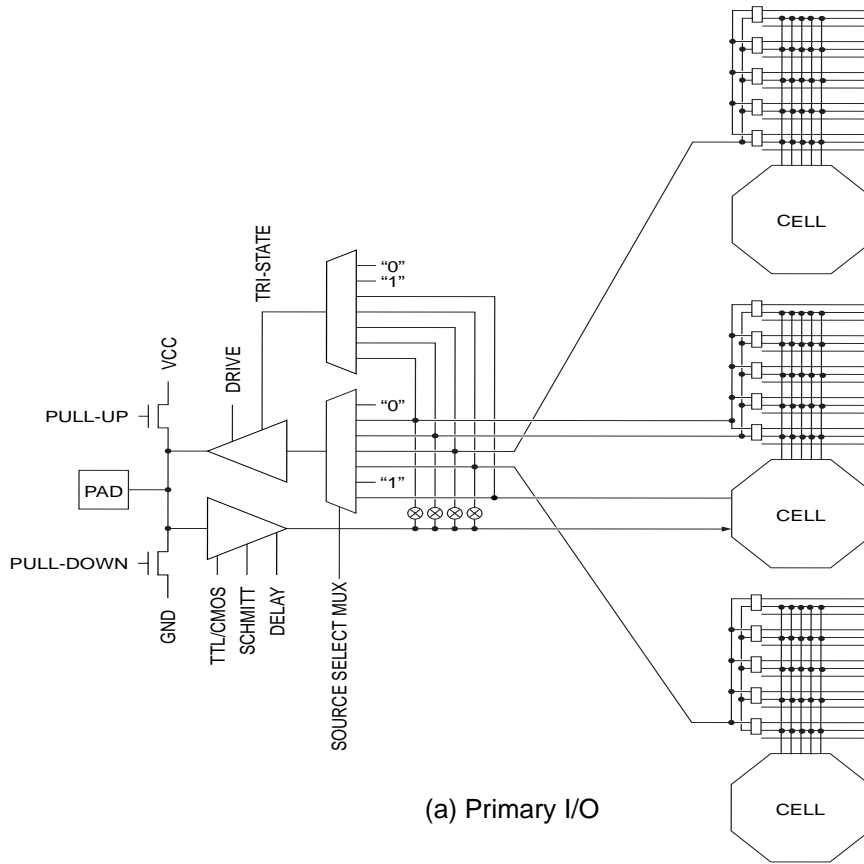 CELL
"0"
"1"
TRI-STATE
VCC
DRIVE
PULL-UP
"0"
PAD
"1"
CELL
PULL-DOWN
GND
TTL/CMOS
SCHMITT
DELAY
SOURCE SELECT MUX
CELL
(a) Primary I/O